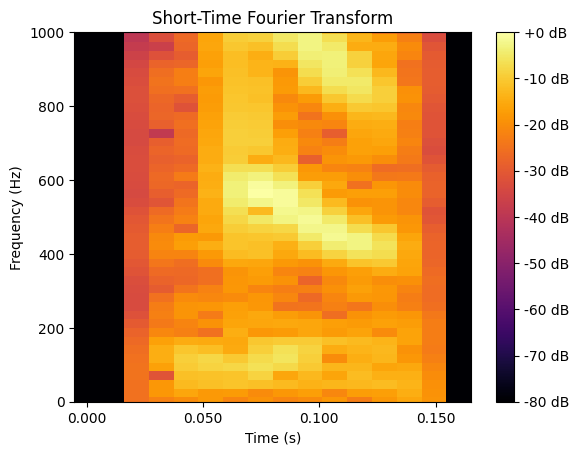 Short-Time Fourier Transform
1000
800
600
400
200
0
Frequency (Hz)
0.000
0.050
0.100
0.150
Time (s)
+0 dB
-10 dB
-20 dB
-30 dB
-40 dB
-50 dB
-60 dB
-70 dB
-80 dB